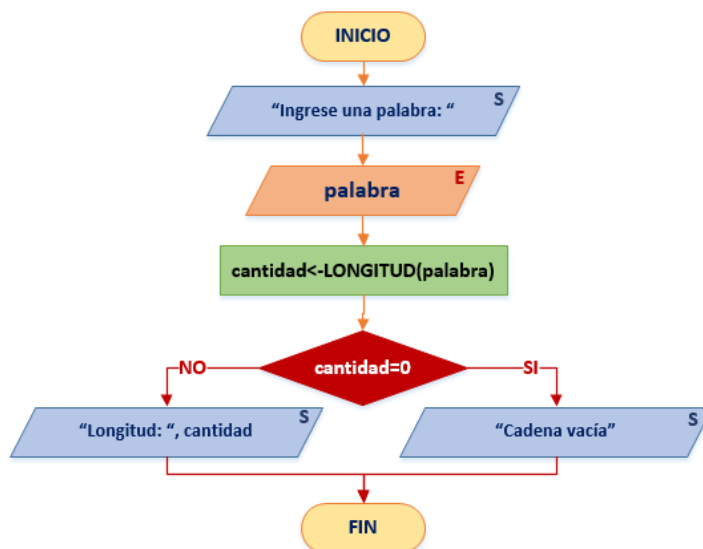 INICIO
“Ingrese una palabra: “ S
palabra E
cantidad<-LONGITUD(palabra)
NO cantidad=0 SI
“Longitud: “, cantidad S
“Cadena vacía” S
FIN